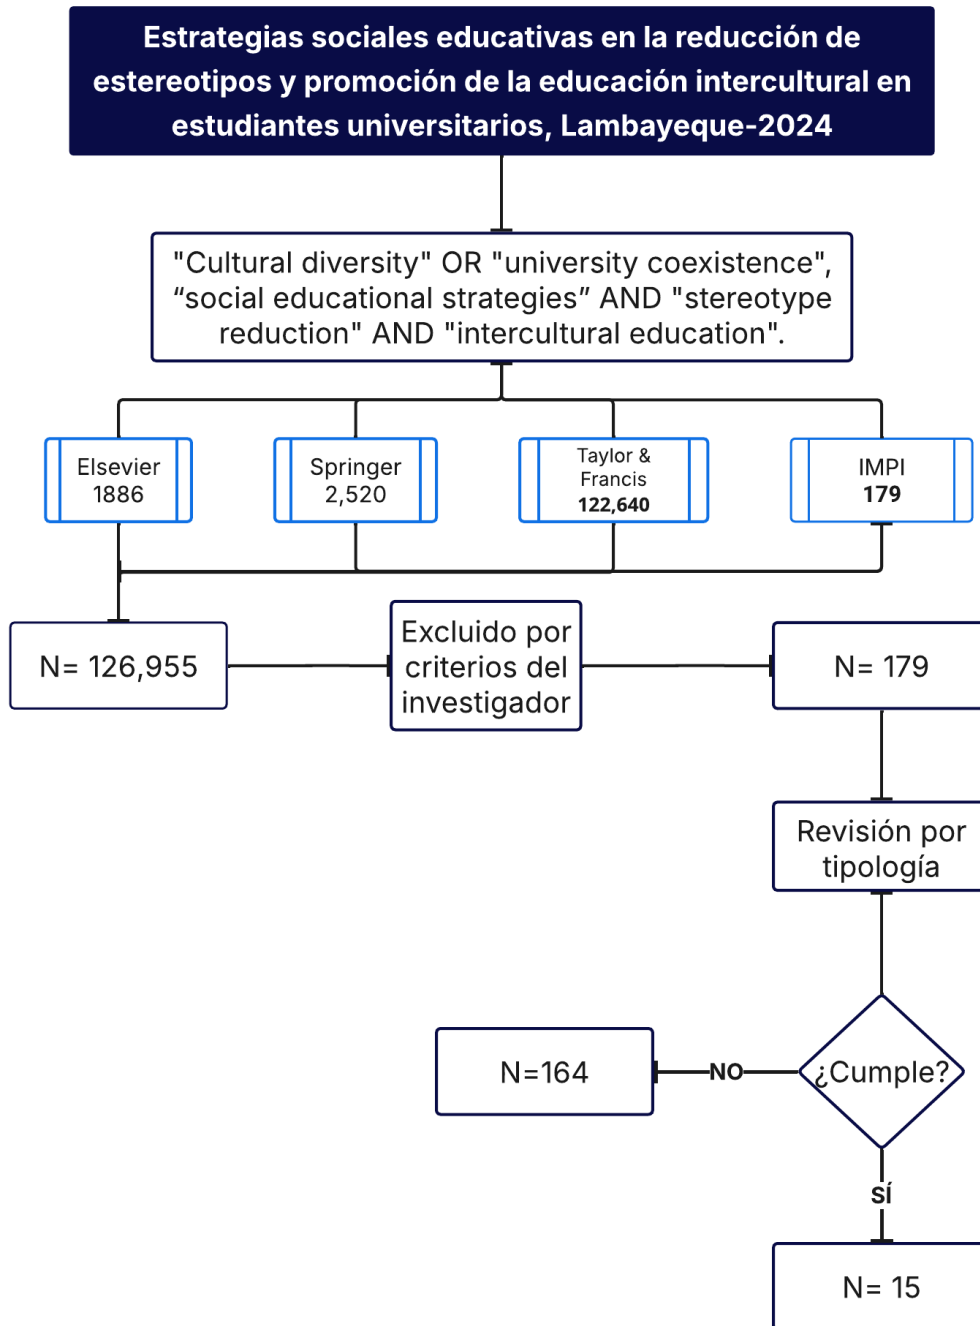 Estrategias sociales educativas en la reducción de
estereotipos y promoción de la educación intercultural en
estudiantes universitarios, Lambayeque-2024
"Cultural diversity" OR "university coexistence",
“social educational strategies” AND "stereotype
reduction" AND "intercultural education".
Elsevier
1886
Springer
2,520
Taylor &
Francis
122,640
IMPI
179
N= 126,955
Excluido por
criterios del
investigador
N= 179
Revisión por
tipología
N=164
NO
¿Cumple?
SÍ
N= 15